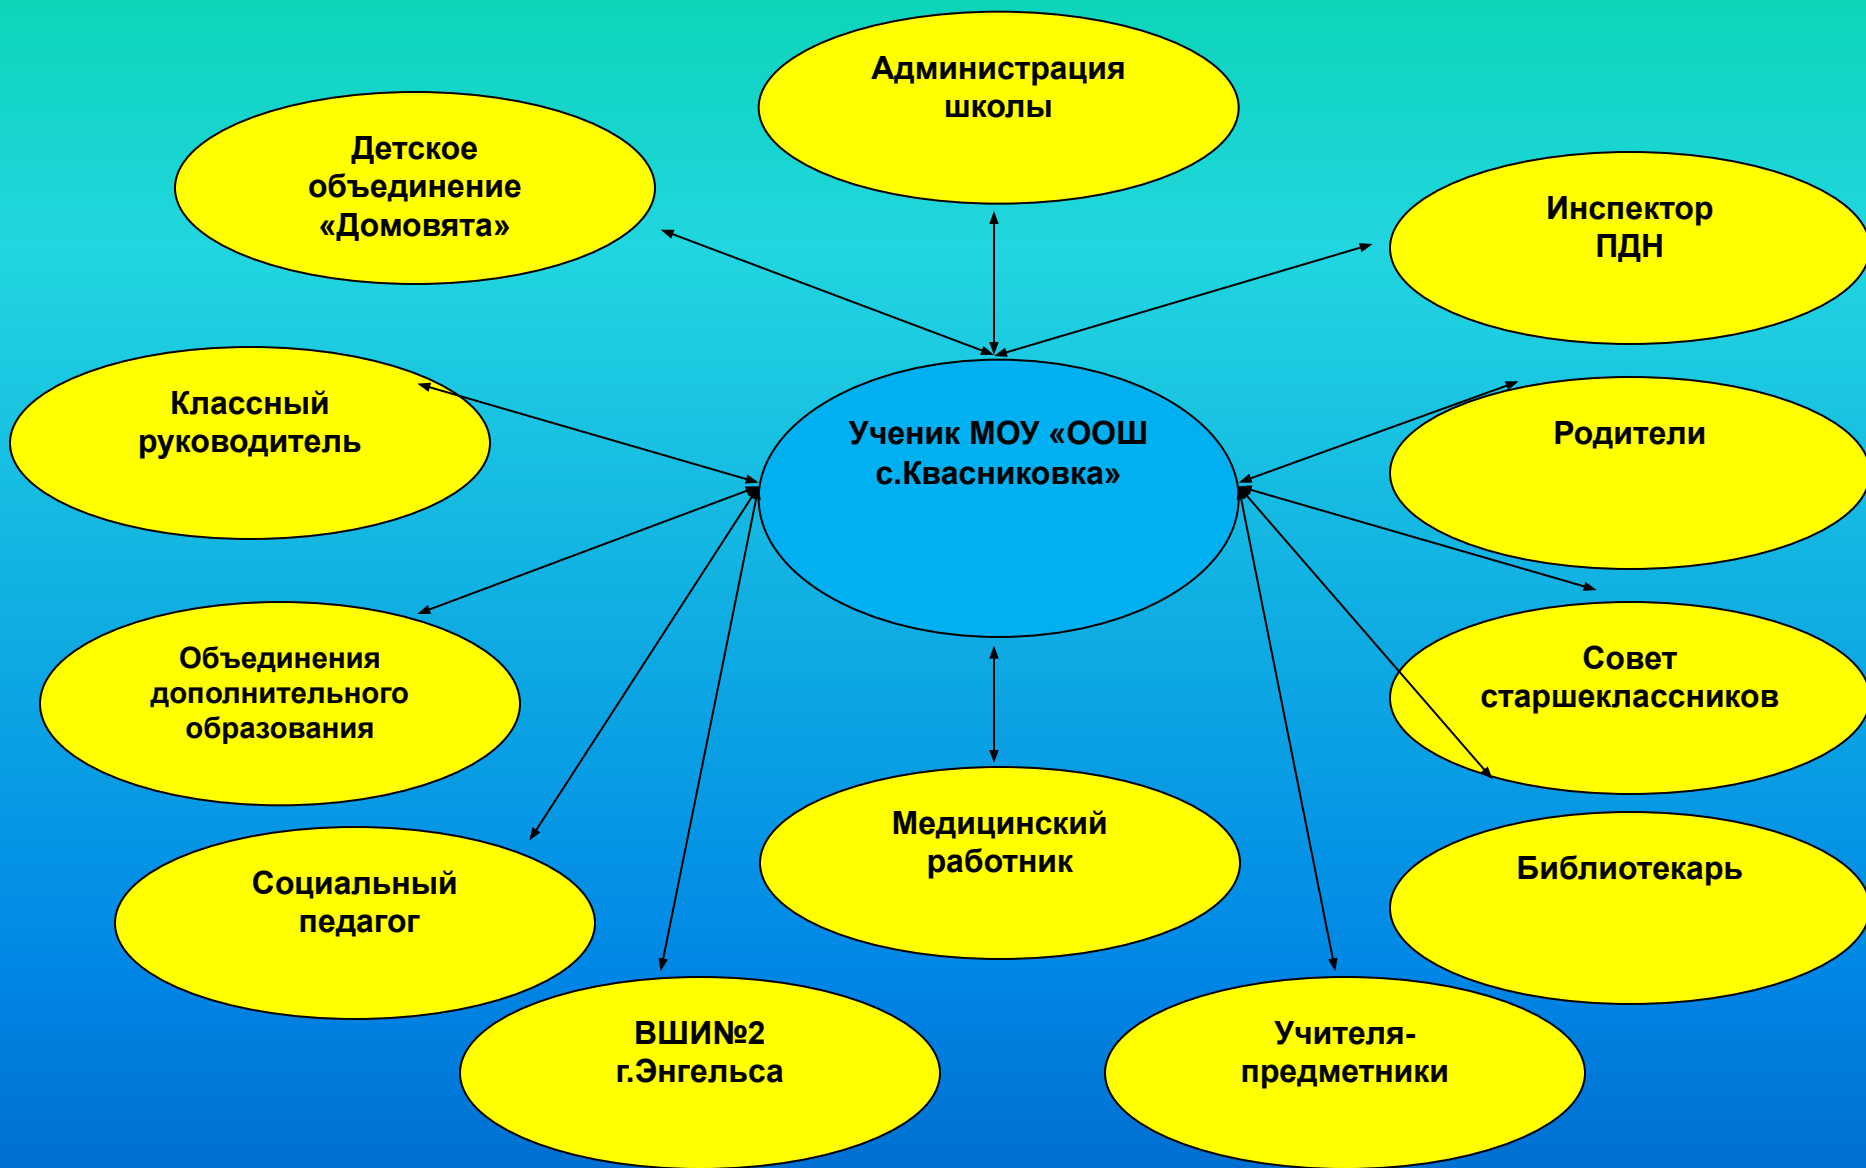 Администрация
школы
Детское
объединение
«Домовята»
Инспектор
ПДН
Классный
руководитель
Ученик МОУ «ООШ
с.Квасниковка»
Родители
Объединения
дополнительного
образования
Совет
старшеклассников
Медицинский
работник
Библиотекарь
Социальный
педагог
ВШИ№2
г.Энгельса
Учителя-
предметники